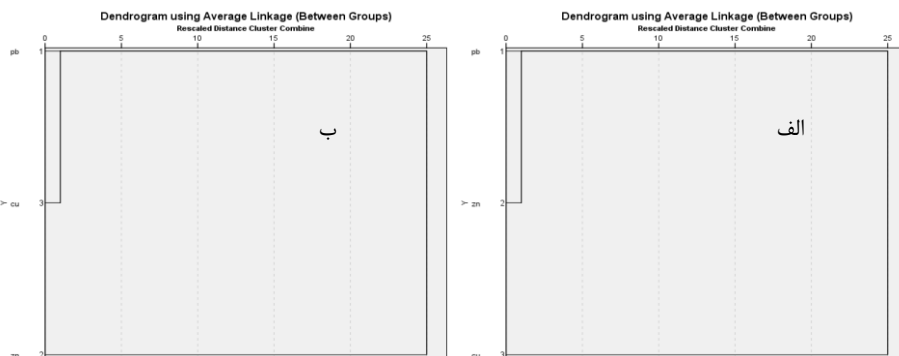 Dendrogram using Average Linkage (Between Groups)
Rescaled Distance Cluster Combine
0 5 10 15 20 25
pb 1
ب
Y cu 3
zn 2
Dendrogram using Average Linkage (Between Groups)
Rescaled Distance Cluster Combine
0 5 10 15 20 25
pb 1
الف
Y zn 2
cu 3